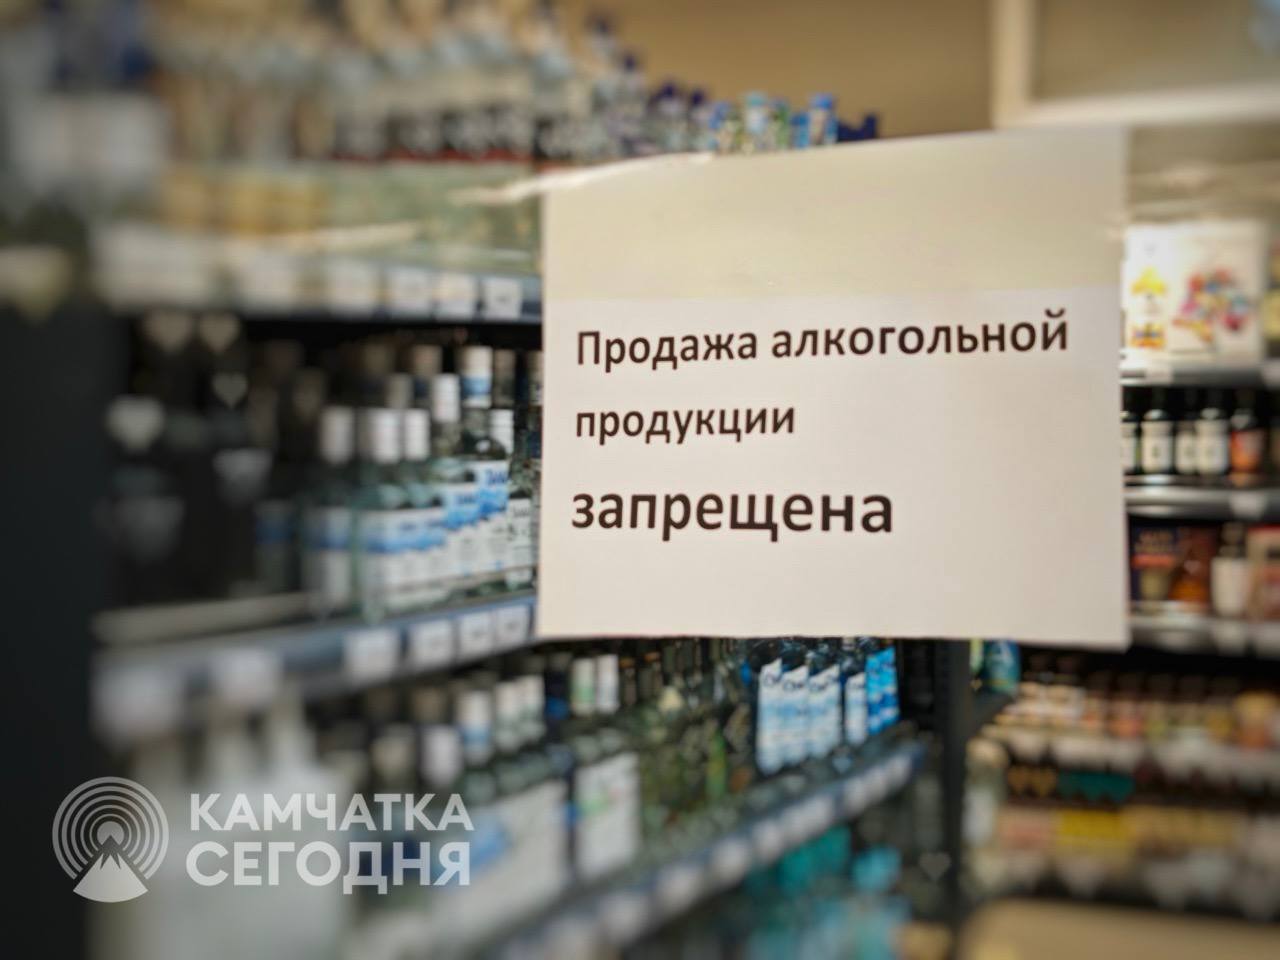 Продажа алкогольной
продукции
запрещена
КАМЧАТКА
СЕГОДНЯ